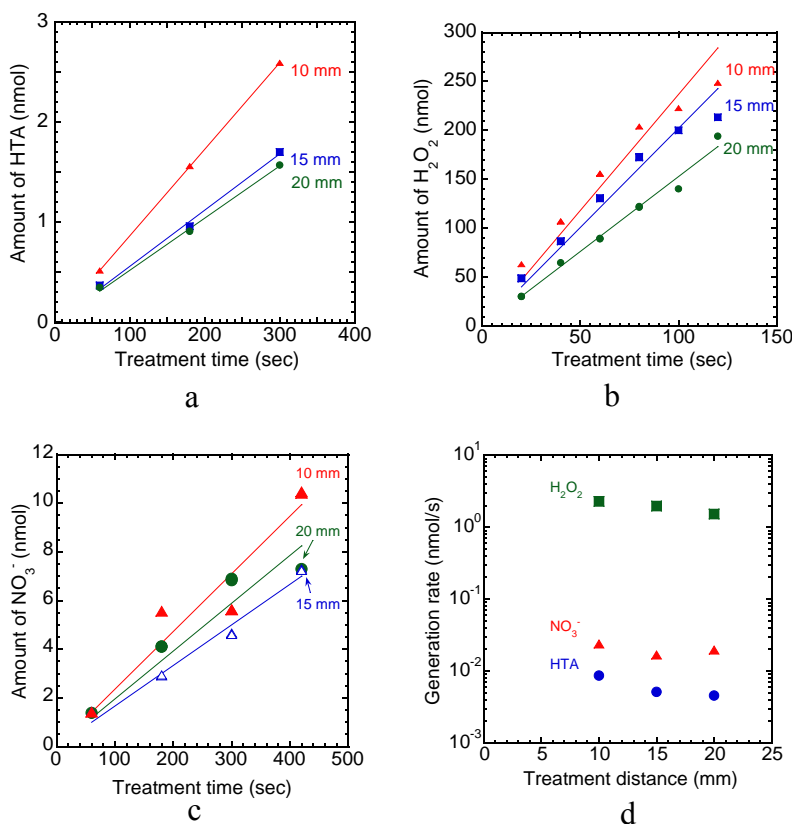 3
2
1
0
Amount of HTA (nmol)
10 mm
15 mm
20 mm
0 100 200 300 400
Treatment time (sec)
a
300
250
200
150
100
50
0
Amount of H₂O₂ (nmol)
10 mm
15 mm
20 mm
0 50 100 150
Treatment time (sec)
b
12
10
8
6
4
2
0
Amount of NO₃⁻ (nmol)
10 mm
20 mm
15 mm
0 100 200 300 400 500
Treatment time (sec)
c
10¹
10⁰
10⁻¹
10⁻²
10⁻³
Generation rate (nmol/s)
H₂O₂
NO₃⁻
HTA
0 5 10 15 20 25
Treatment distance (mm)
d